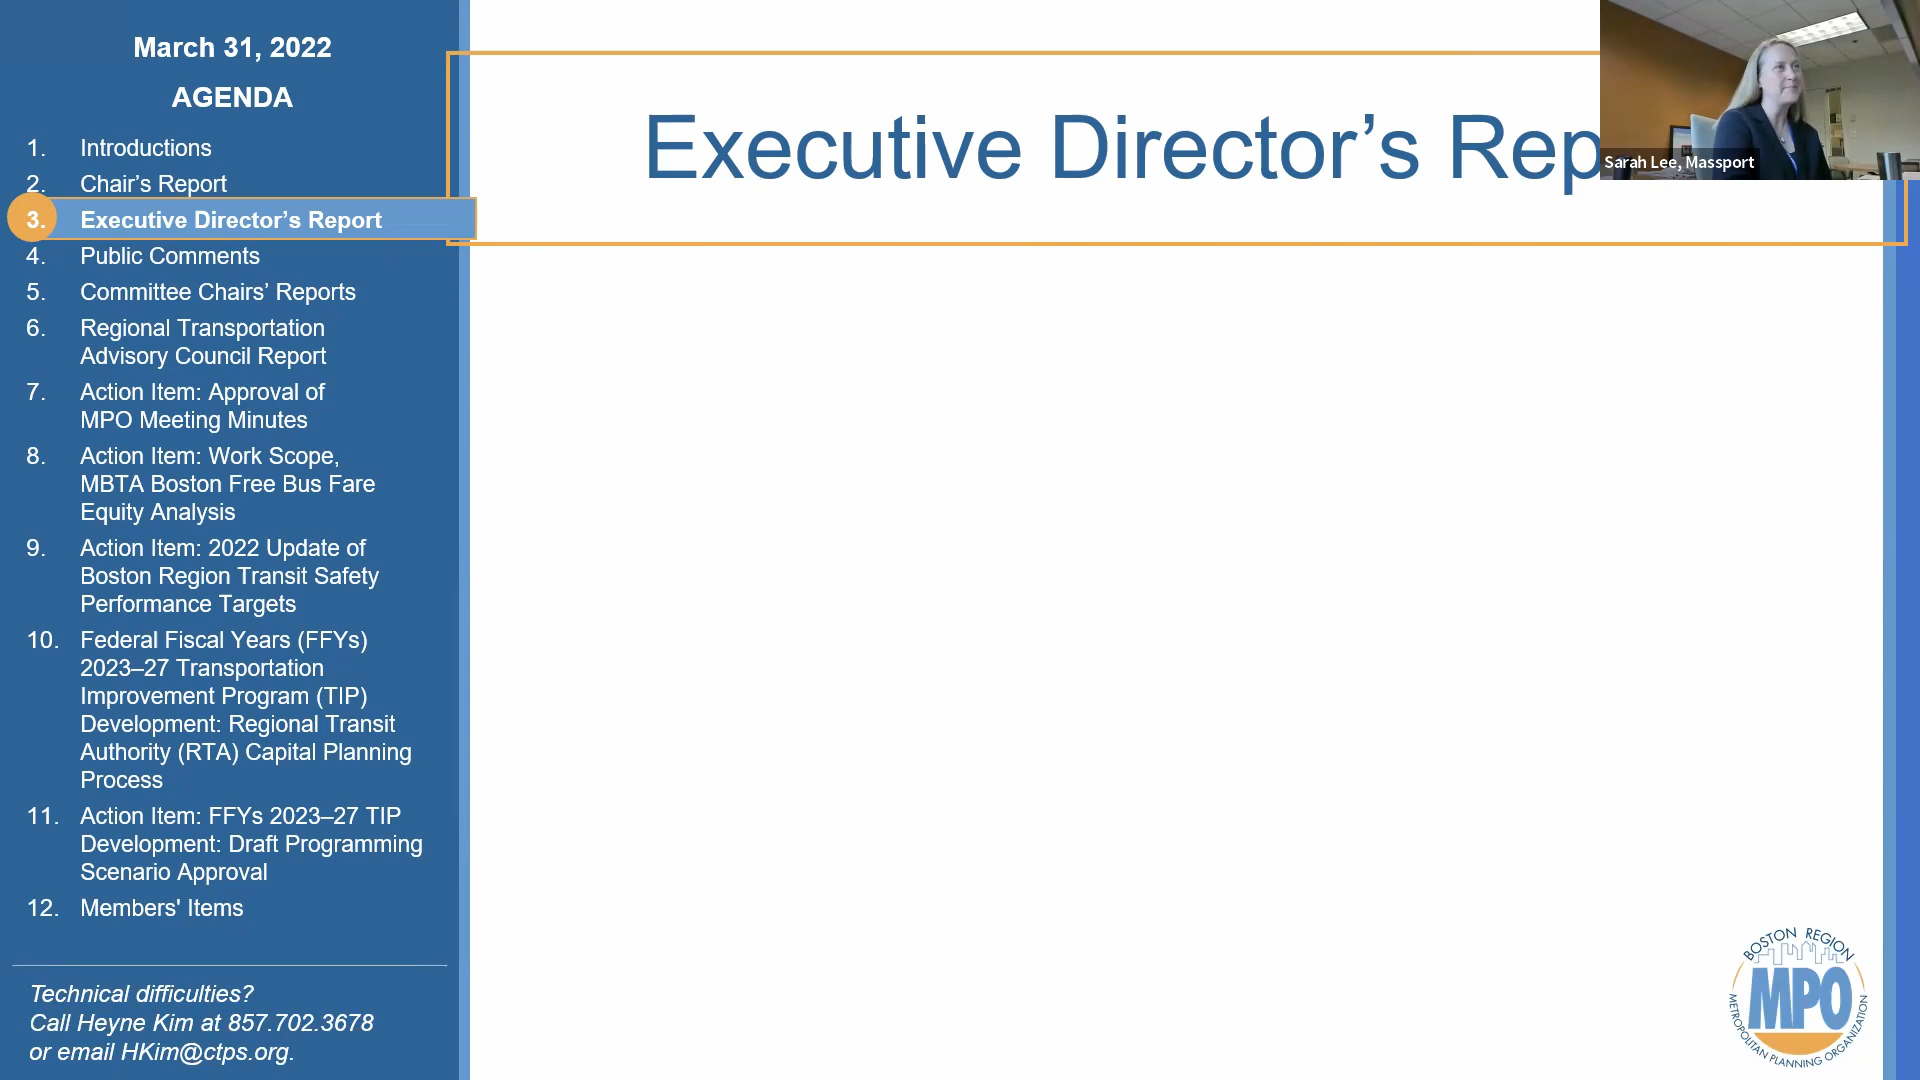 March 31, 2022
AGENDA
1. Introductions
2. Chair’s Report
3. Executive Director’s Report
4. Public Comments
5. Committee Chairs’ Reports
6. Regional Transportation
Advisory Council Report
7. Action Item: Approval of
MPO Meeting Minutes
8. Action Item: Work Scope,
MBTA Boston Free Bus Fare
Equity Analysis
9. Action Item: 2022 Update of
Boston Region Transit Safety
Performance Targets
10. Federal Fiscal Years (FFYs)
2023–27 Transportation
Improvement Program (TIP)
Development: Regional Transit
Authority (RTA) Capital Planning
Process
11. Action Item: FFYs 2023–27 TIP
Development: Draft Programming
Scenario Approval
12. Members' Items
Technical difficulties?
Call Heyne Kim at 857.702.3678
or email HKim@ctps.org.
Executive Director’s Rep
Sarah Lee, Massport
BOSTON REGION
MPO
METROPOLITAN PLANNING ORGANIZATION